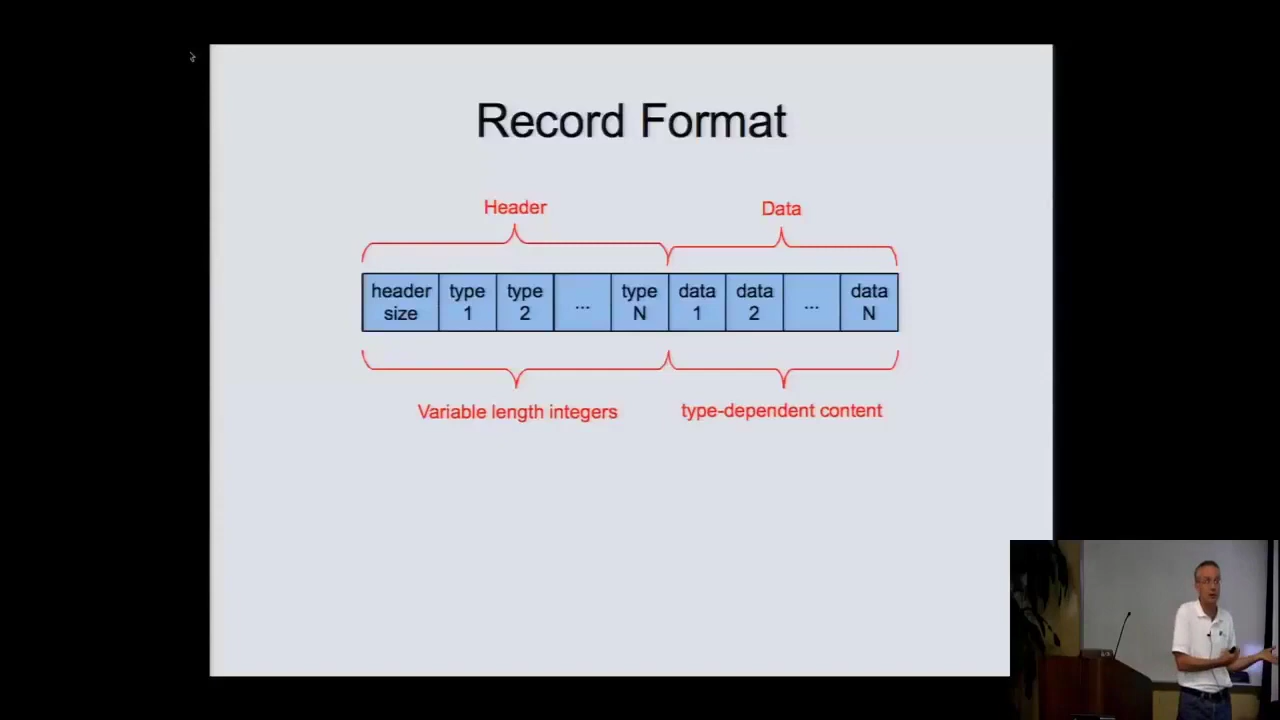 Record Format
Header
Data
header size
type 1
type 2
...
type N
data 1
data 2
...
data N
Variable length integers
type-dependent content